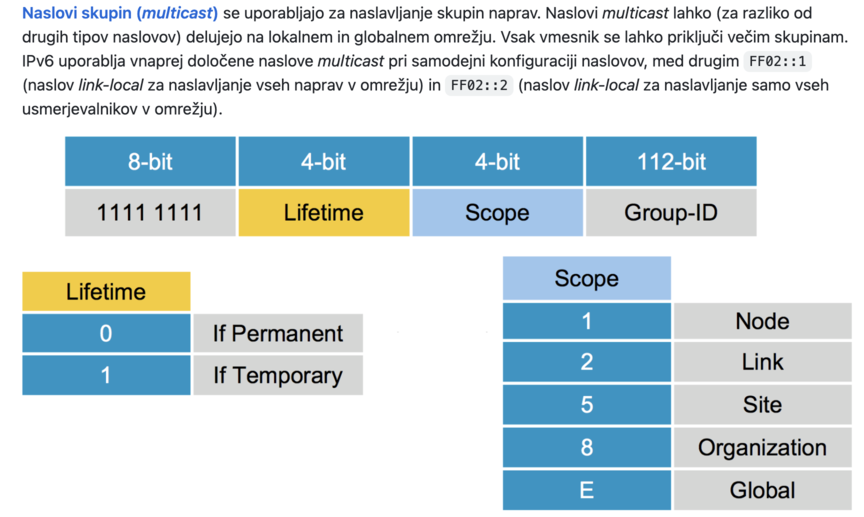 Naslovi skupin (multicast) se uporabljajo za naslavljanje skupin naprav. Naslovi multicast lahko (za razliko od
drugih tipov naslovov) delujejo na lokalnem in globalnem omrežju. Vsak vmesnik se lahko priključi večim skupinam.
IPv6 uporablja vnaprej določene naslove multicast pri samodejni konfiguraciji naslovov, med drugim FF02::1
(naslov link-local za naslavljanje vseh naprav v omrežju) in FF02::2 (naslov link-local za naslavljanje samo vseh
usmerjevalnikov v omrežju).
8-bit 4-bit 4-bit 112-bit
1111 1111 Lifetime Scope Group-ID
Lifetime
0 If Permanent
1 If Temporary
Scope
1 Node
2 Link
5 Site
8 Organization
E Global